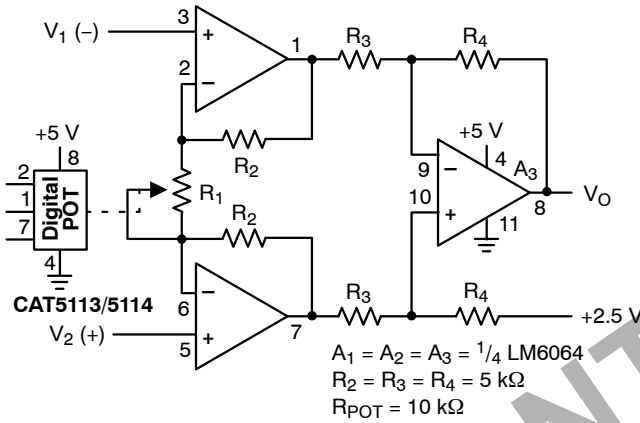 V1 (–)
3
+
1
R3
R4
2
–
+5 V
8
R2
+5 V
A3
4
2
1
7
Digital
POT
R1
9
–
10
+
8
VO
11
R2
4
CAT5113/5114
6
–
7
R3
R4
+2.5 V
V2 (+)
5
+
A1 = A2 = A3 = 1/4 LM6064
R2 = R3 = R4 = 5 kΩ
RPOT = 10 kΩ